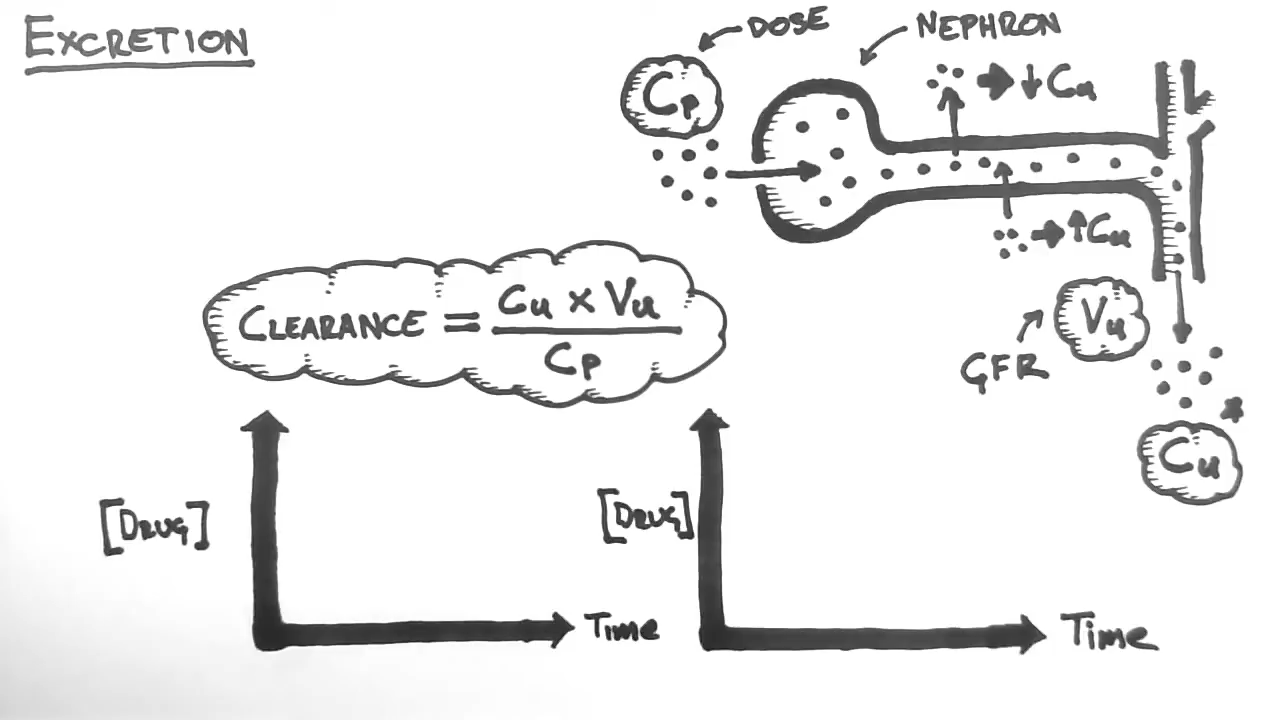 EXCRETION
DOSE
NEPHRON
Cp
↓Cu
↑Cu
Vu
GFR
Cu
*
CLEARANCE = Cu × Vu
Cp
[DRUG]
Time
[DRUG]
Time